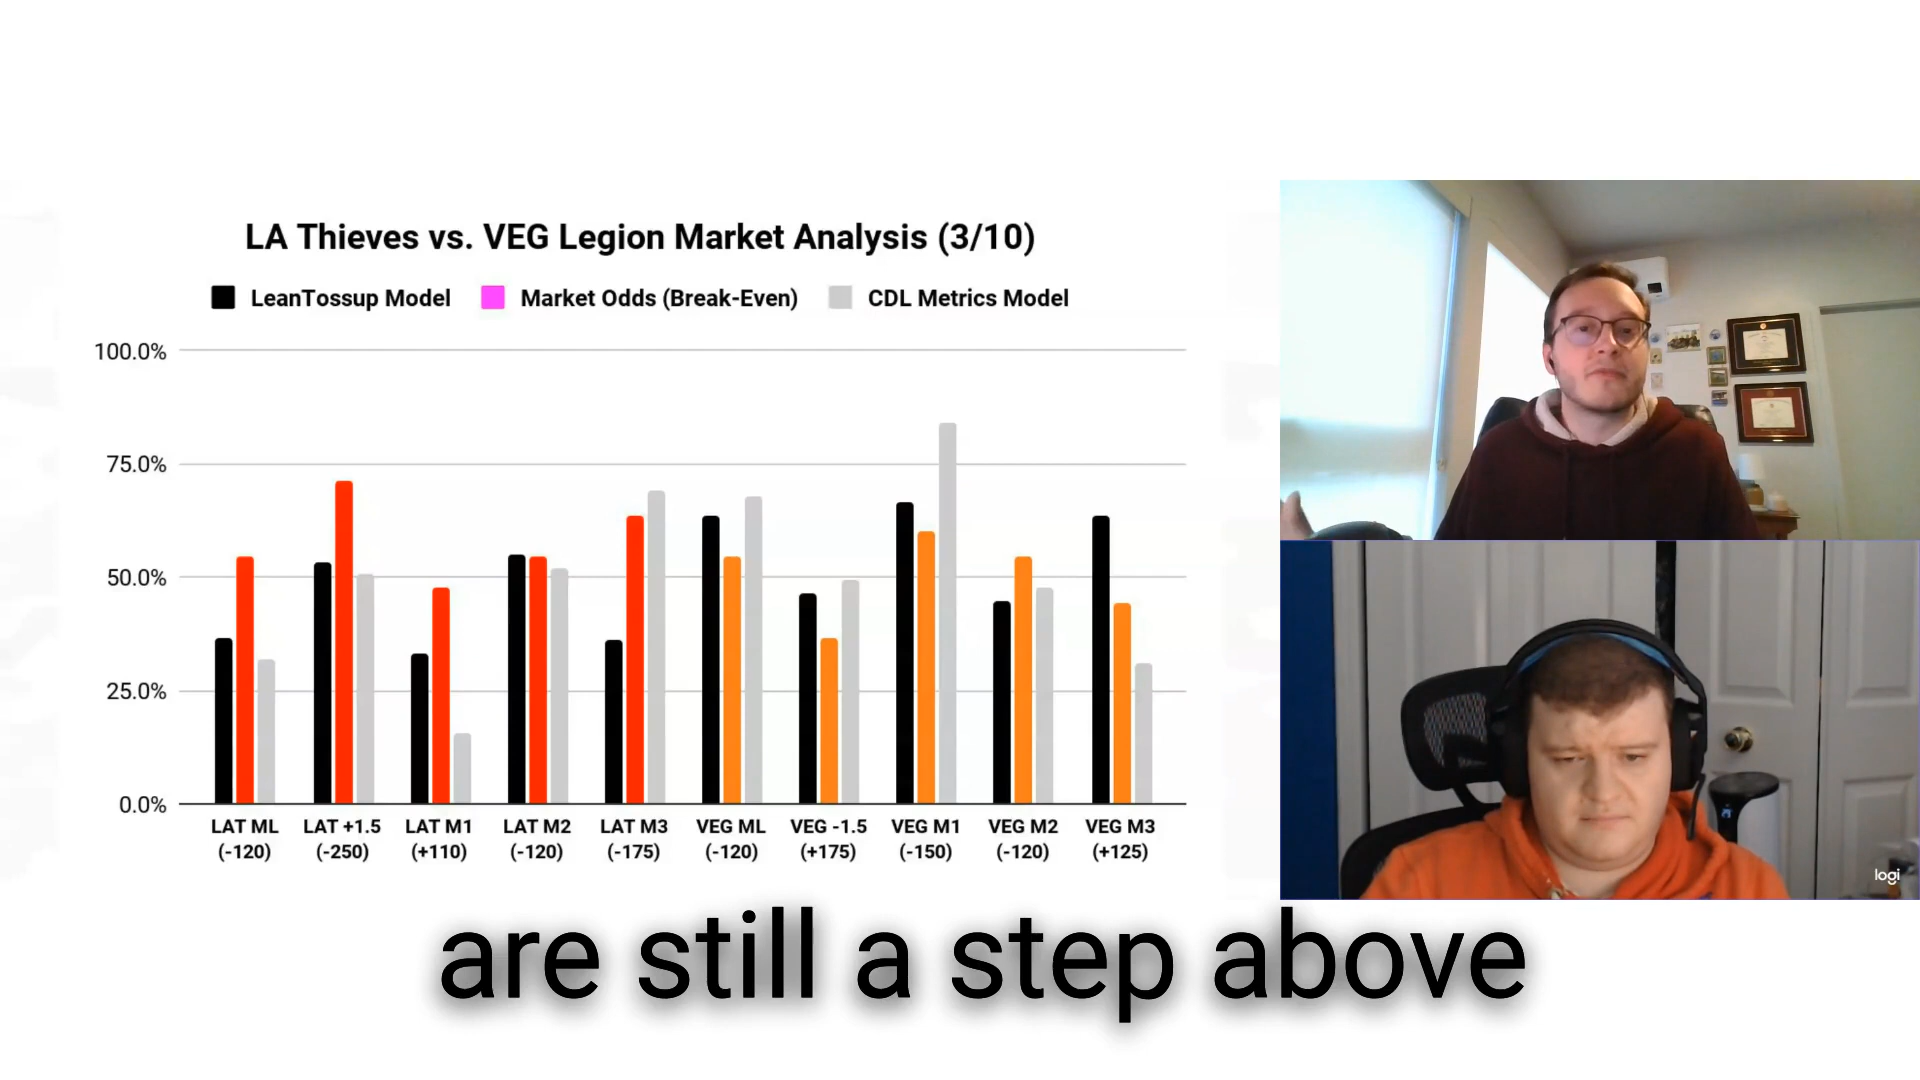 LA Thieves vs. VEG Legion Market Analysis (3/10)
LeanTossup Model
Market Odds (Break-Even)
CDL Metrics Model
100.0%
75.0%
50.0%
25.0%
0.0%
LAT ML
(-120)
LAT +1.5
(-250)
LAT M1
(+110)
LAT M2
(-120)
LAT M3
(-175)
VEG ML
(-120)
VEG -1.5
(+175)
VEG M1
(-150)
VEG M2
(-120)
VEG M3
(+125)
logi
are still a step above